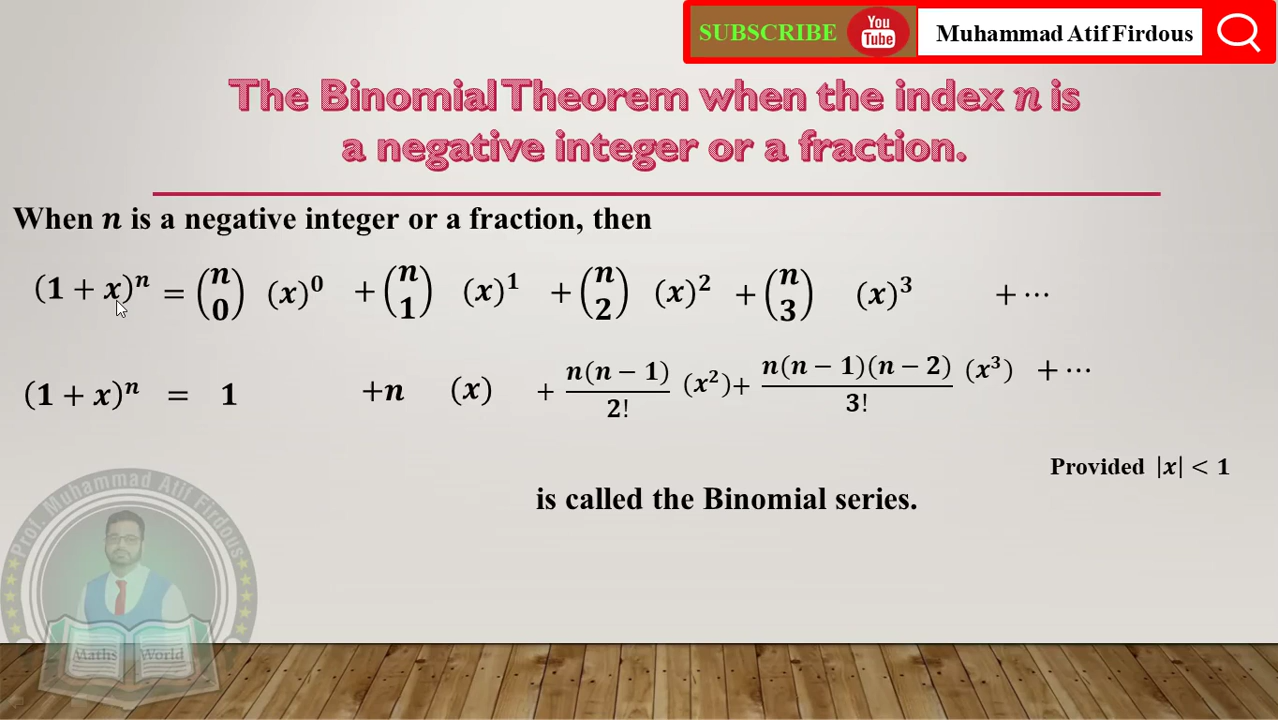 SUBSCRIBE You Tube Muhammad Atif Firdous
The Binomial Theorem when the index n is
a negative integer or a fraction.
When n is a negative integer or a fraction, then
(1 + x)ⁿ = (n 0) (x)⁰ + (n 1) (x)¹ + (n 2) (x)² + (n 3) (x)³ + ⋯
(1 + x)ⁿ = 1 +n (x) + n(n − 1)/2! (x²)+ n(n − 1)(n − 2)/3! (x³) + ⋯
Provided |x| < 1
is called the Binomial series.
Prof. Muhammad Atif Firdous
Maths World